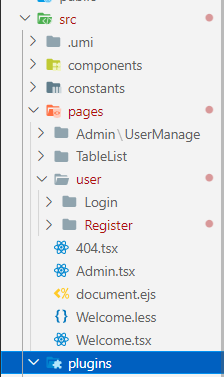 src
.umi
components
constants
pages
Admin\UserManage
TableList
user
Login
Register
404.tsx
Admin.tsx
document.ejs
Welcome.less
Welcome.tsx
plugins